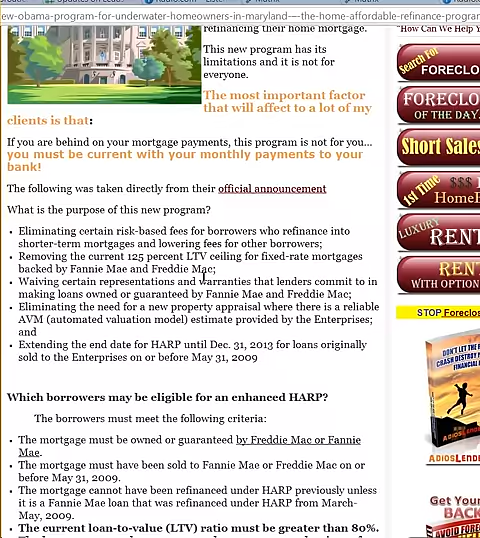 ew-obama-program-for-underwater-homeowners-in-maryland-—-the-home-affordable-refinance-program
refinancing their home mortgage.
This new program has its
limitations and it is not for
everyone.
The most important factor
that will affect to a lot of my
clients is that:
If you are behind on your mortgage payments, this program is not for you...
you must be current with your monthly payments to your
bank!
The following was taken directly from their official announcement
What is the purpose of this new program?
Eliminating certain risk-based fees for borrowers who refinance into
shorter-term mortgages and lowering fees for other borrowers;
Removing the current 125 percent LTV ceiling for fixed-rate mortgages
backed by Fannie Mae and Freddie Mac;
Waiving certain representations and warranties that lenders commit to in
making loans owned or guaranteed by Fannie Mae and Freddie Mac;
Eliminating the need for a new property appraisal where there is a reliable
AVM (automated valuation model) estimate provided by the Enterprises;
and
Extending the end date for HARP until Dec. 31, 2013 for loans originally
sold to the Enterprises on or before May 31, 2009
Which borrowers may be eligible for an enhanced HARP?
The borrowers must meet the following criteria:
The mortgage must be owned or guaranteed by Freddie Mac or Fannie
Mae.
The mortgage must have been sold to Fannie Mae or Freddie Mac on or
before May 31, 2009.
The mortgage cannot have been refinanced under HARP previously unless
it is a Fannie Mae loan that was refinanced under HARP from March-
May, 2009.
The current loan-to-value (LTV) ratio must be greater than 80%.
"How Can We Help Y
Search For
FORECLO
FORECLO
OF THE DAY
Short Sales
1st Time $$$
HomeB
LUXURY
RENT
RENT
WITH OPTION
STOP Foreclos
DON'T LET THE R
CRASH DESTROY
FINANCIAL
ADIOSLENDE
Get Your
BACK
AVOID FORE